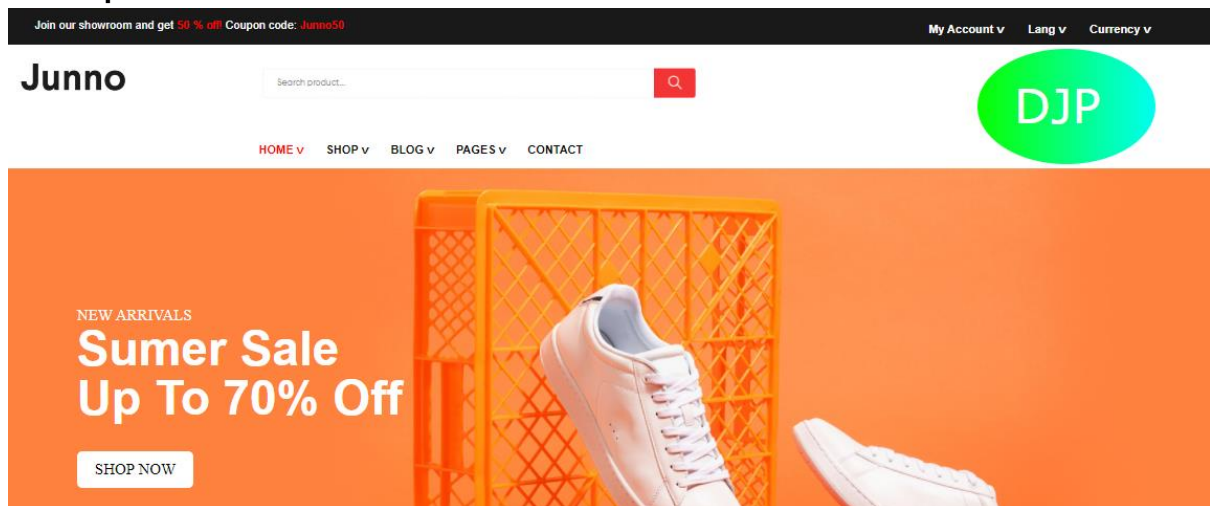 Join our showroom and get 50 % off! Coupon code: Junno50
My Account v Lang v Currency v
Junno
Search product...
DJP
HOME v SHOP v BLOG v PAGES v CONTACT
NEW ARRIVALS
Sumer Sale
Up To 70% Off
SHOP NOW